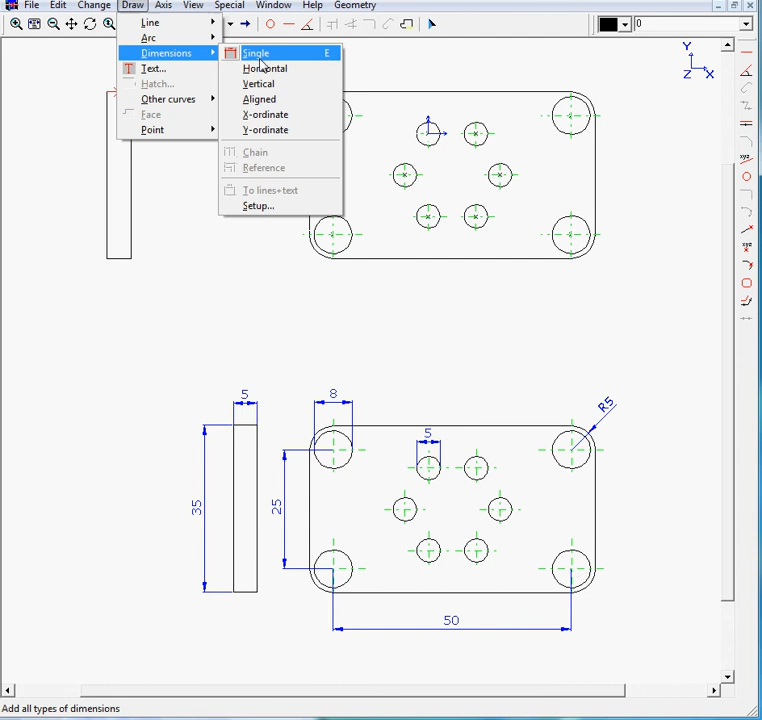 File Edit Change Draw Axis View Special Window Help Geometry
0
Line
Arc
Dimensions
Text...
Hatch...
Other curves
Face
Point
Single E
Horizontal
Vertical
Aligned
X-ordinate
Y-ordinate
Chain
Reference
To lines+text
Setup...
Y
Z X
5
8
R5
5
35
25
50
Add all types of dimensions